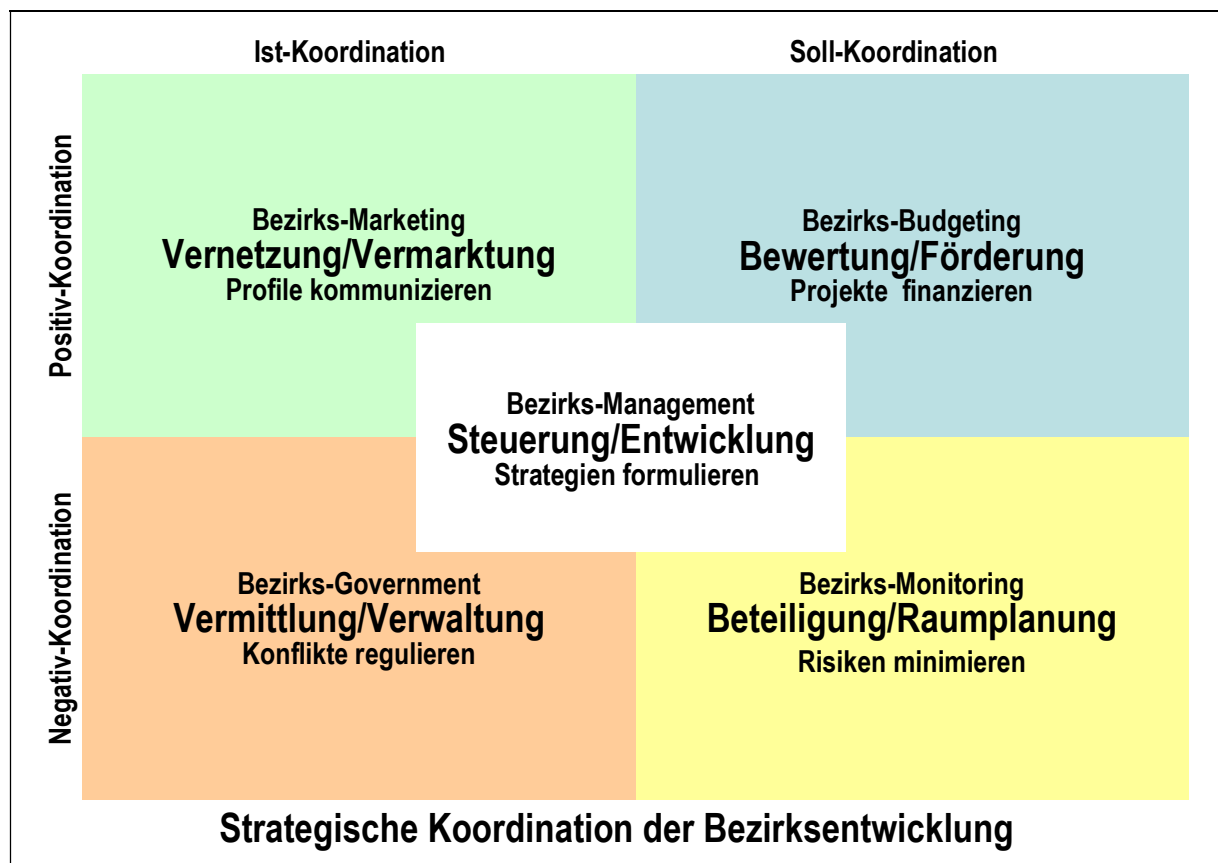 Ist-Koordination
Soll-Koordination
Positiv-Koordination
Bezirks-Marketing
Vernetzung/Vermarktung
Profile kommunizieren
Bezirks-Budgeting
Bewertung/Förderung
Projekte finanzieren
Bezirks-Management
Steuerung/Entwicklung
Strategien formulieren
Negativ-Koordination
Bezirks-Government
Vermittlung/Verwaltung
Konflikte regulieren
Bezirks-Monitoring
Beteiligung/Raumplanung
Risiken minimieren
Strategische Koordination der Bezirksentwicklung